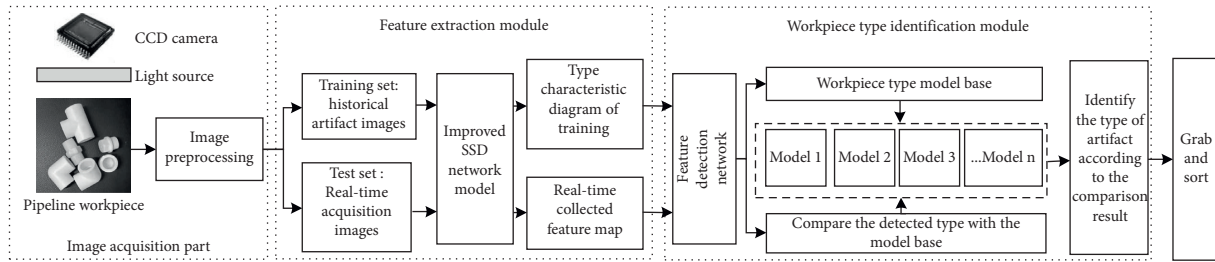 CCD camera
Light source
Pipeline workpiece
Image
preprocessing
Image acquisition part
Feature extraction module
Training set:
historical
artifact images
Test set :
Real-time
acquisition
images
Improved
SSD
network
model
Type
characteristic
diagram of
training
Real-time
collected
feature map
Workpiece type identification module
Feature
detection
network
Workpiece type model base
Model 1
Model 2
Model 3
...Model n
Compare the detected type with the
model base
Identify
the type of
artifact
according
to the
comparison
result
Grab
and
sort